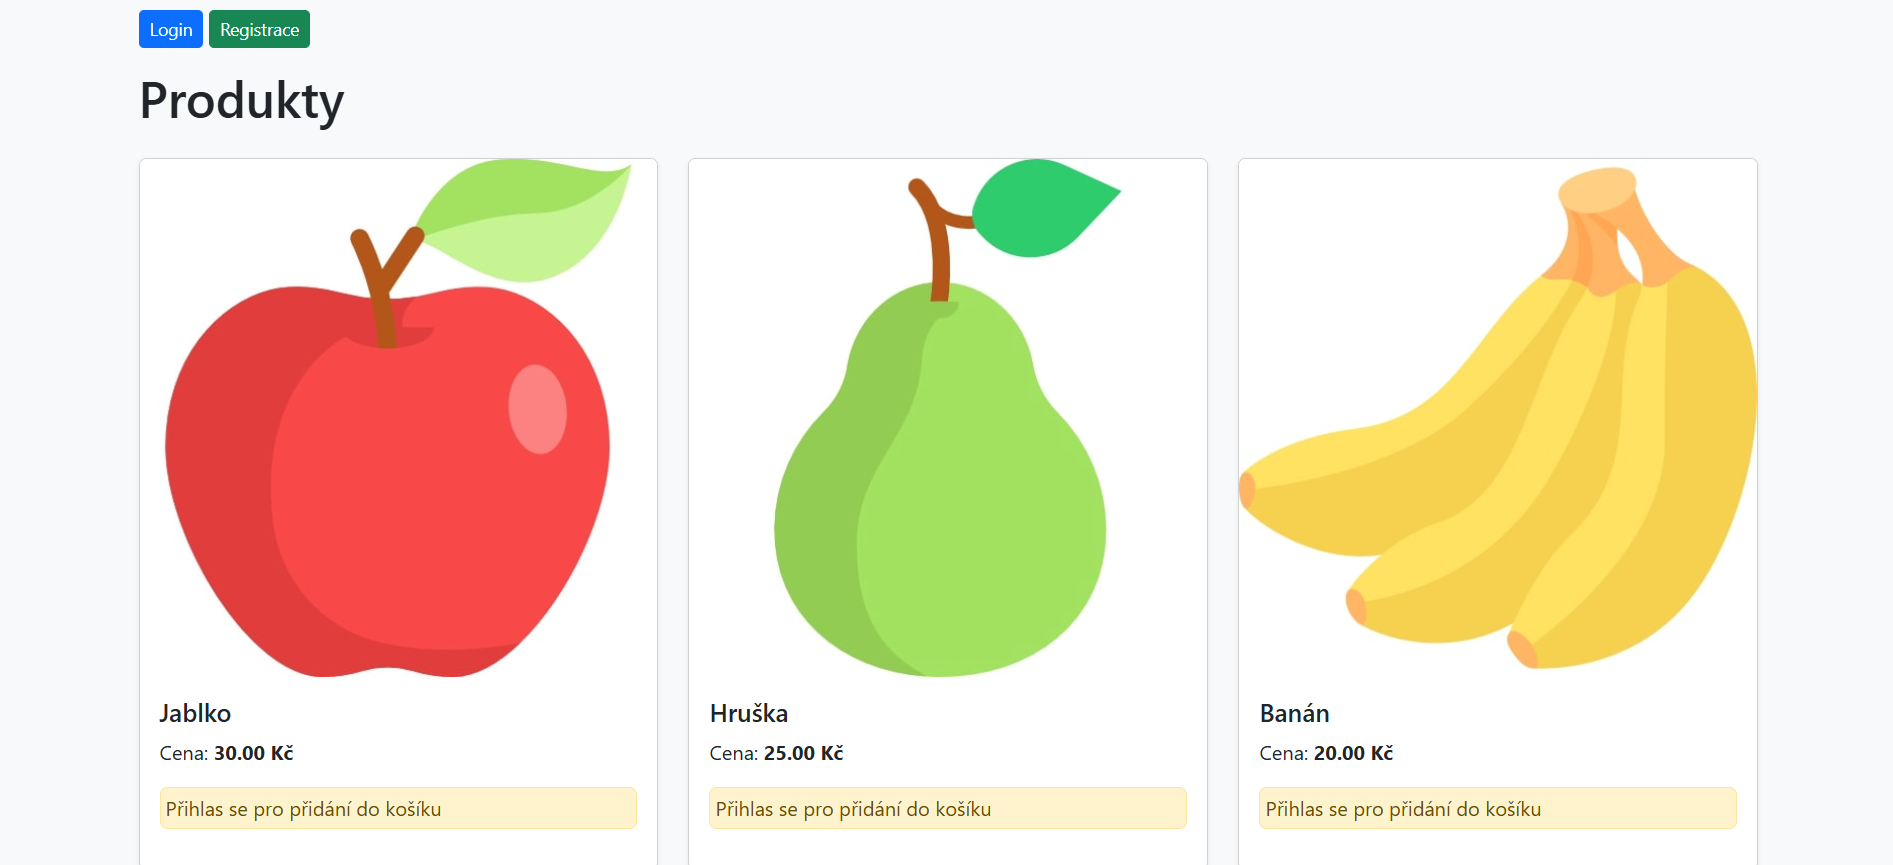 Login Registrace
Produkty
Jablko
Cena: 30.00 Kč
Přihlas se pro přidání do košíku
Hruška
Cena: 25.00 Kč
Přihlas se pro přidání do košíku
Banán
Cena: 20.00 Kč
Přihlas se pro přidání do košíku